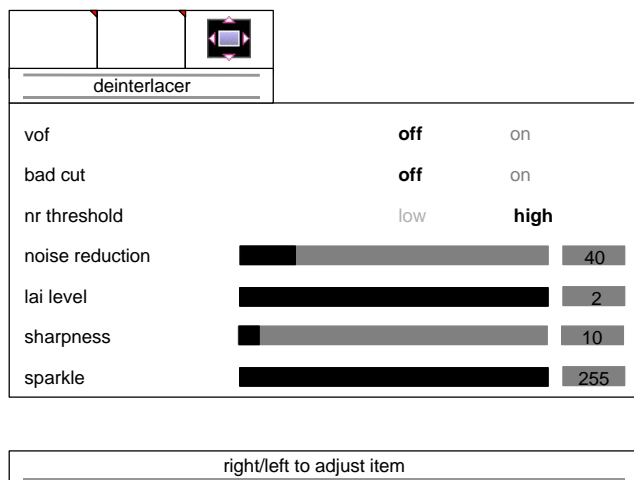 deinterlacer
vof off on
bad cut off on
nr threshold low high
noise reduction 40
lai level 2
sharpness 10
sparkle 255
right/left to adjust item